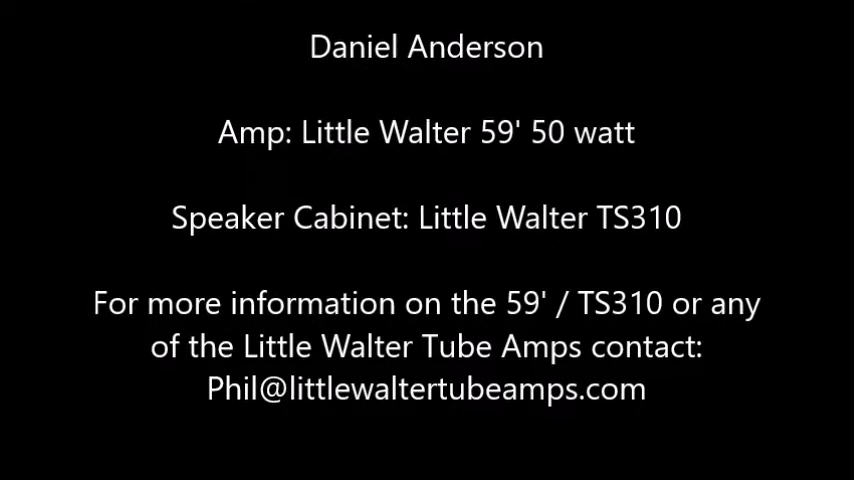 Daniel Anderson
Amp: Little Walter 59' 50 watt
Speaker Cabinet: Little Walter TS310
For more information on the 59' / TS310 or any
of the Little Walter Tube Amps contact:
Phil@littlewaltertubeamps.com